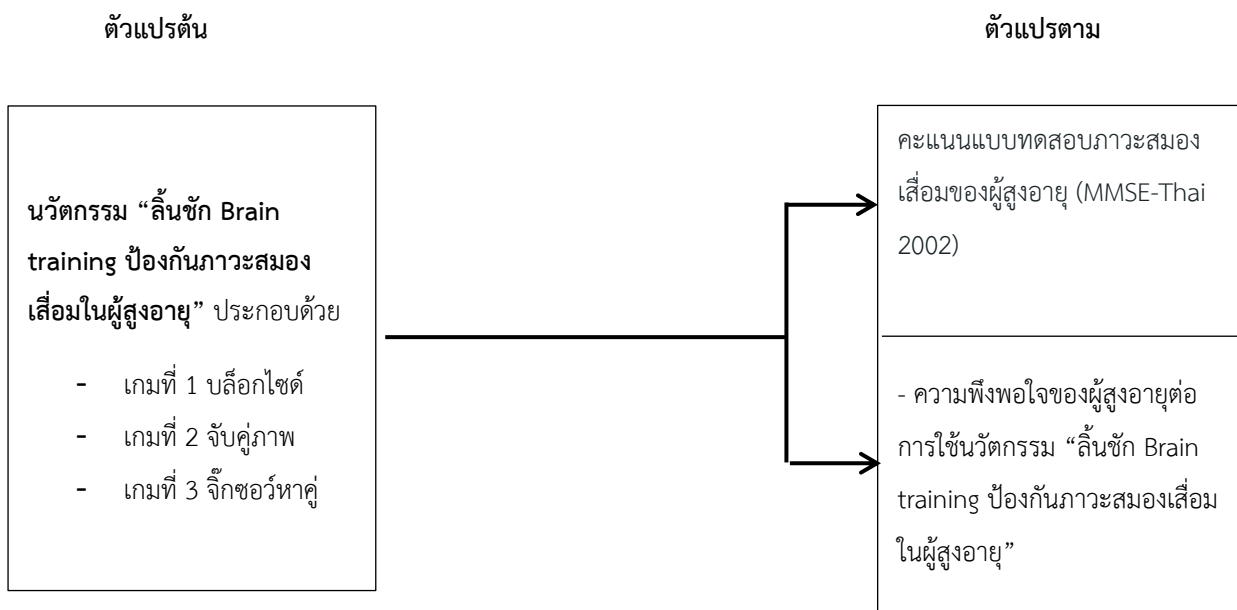 ตัวแปรต้น
ตัวแปรตาม
นวัตกรรม “ลิ้นชัก Brain
training ป้องกันภาวะสมอง
เสื่อมในผู้สูงอายุ” ประกอบด้วย
- เกมที่ 1 บล็อกไซด์
- เกมที่ 2 จับคู่ภาพ
- เกมที่ 3 จิ๊กซอว์หาคู่
คะแนนแบบทดสอบภาวะสมอง
เสื่อมของผู้สูงอายุ (MMSE-Thai
2002)
- ความพึงพอใจของผู้สูงอายุต่อ
การใช้นวัตกรรม “ลิ้นชัก Brain
training ป้องกันภาวะสมองเสื่อม
ในผู้สูงอายุ”